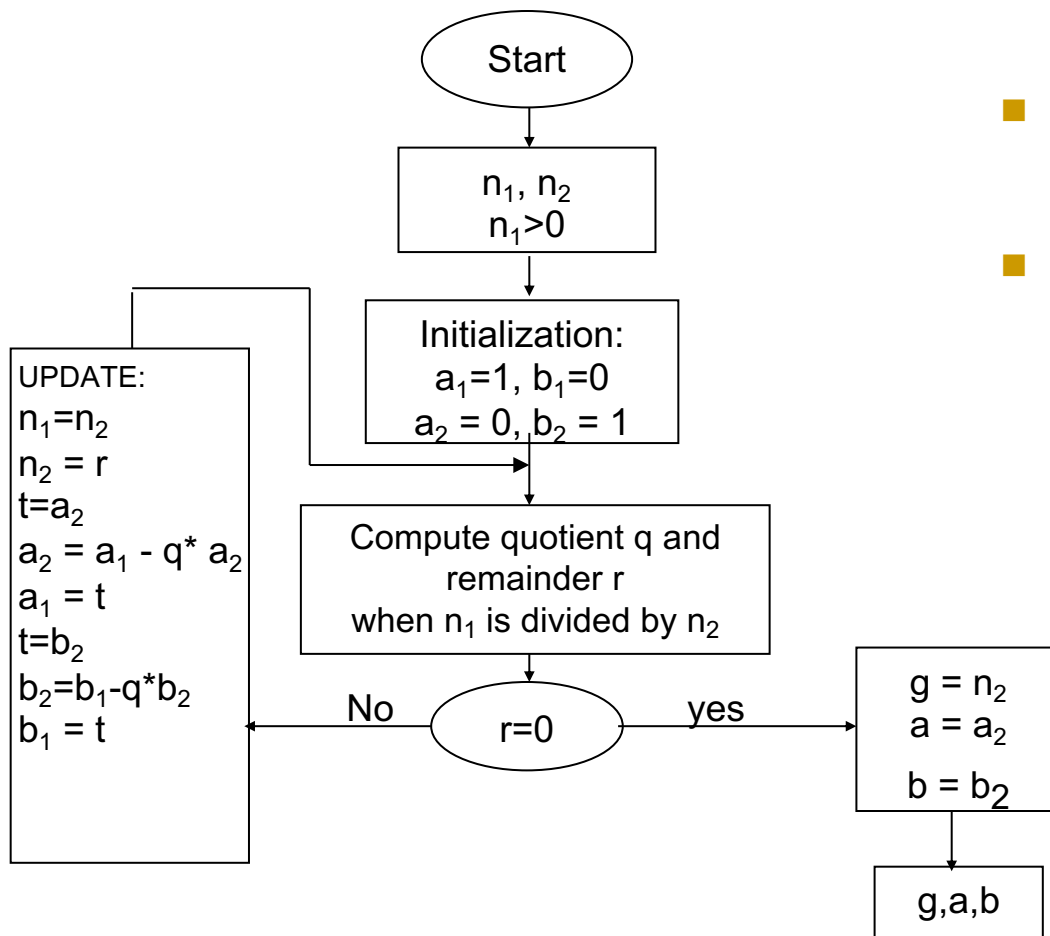 Start
n₁, n₂
n₁>0
Initialization:
a₁=1, b₁=0
a₂ = 0, b₂ = 1
UPDATE:
n₁=n₂
n₂ = r
t=a₂
a₂ = a₁ - q* a₂
a₁ = t
t=b₂
b₂=b₁-q*b₂
b₁ = t
Compute quotient q and
remainder r
when n₁ is divided by n₂
No
r=0
yes
g = n₂
a = a₂
b = b₂
g,a,b